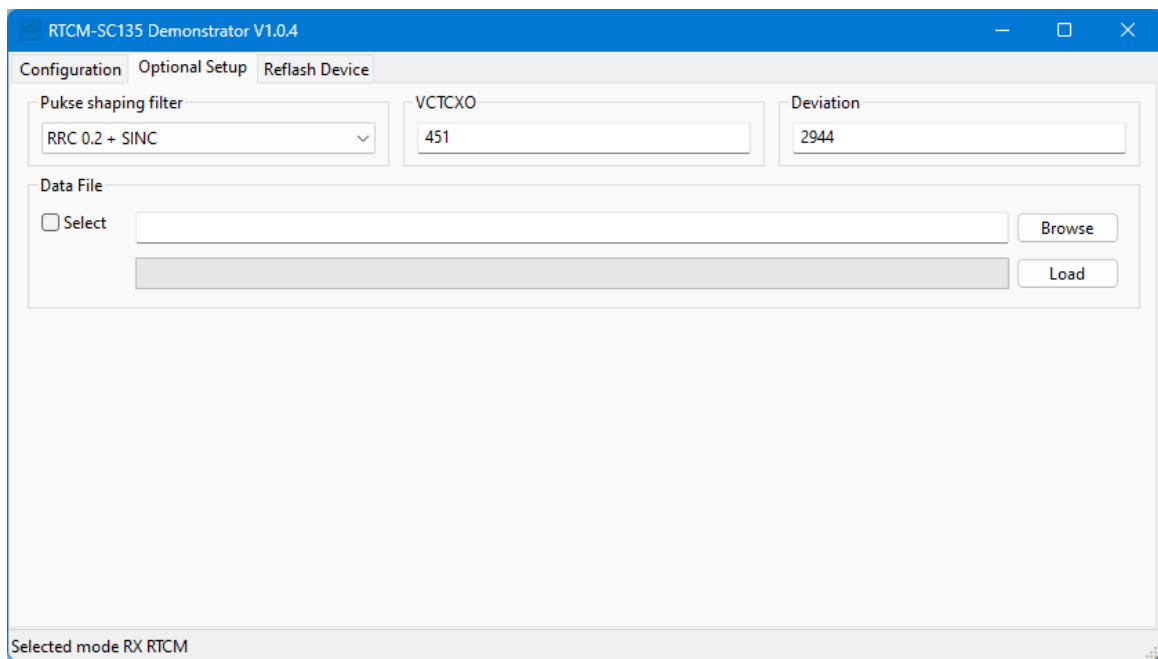 RTCM-SC135 Demonstrator V1.0.4
Configuration Optional Setup Reflash Device
Pukse shaping filter VCTCXO Deviation
RRC 0.2 + SINC 451 2944
Data File
Select Browse
Load
Selected mode RX RTCM